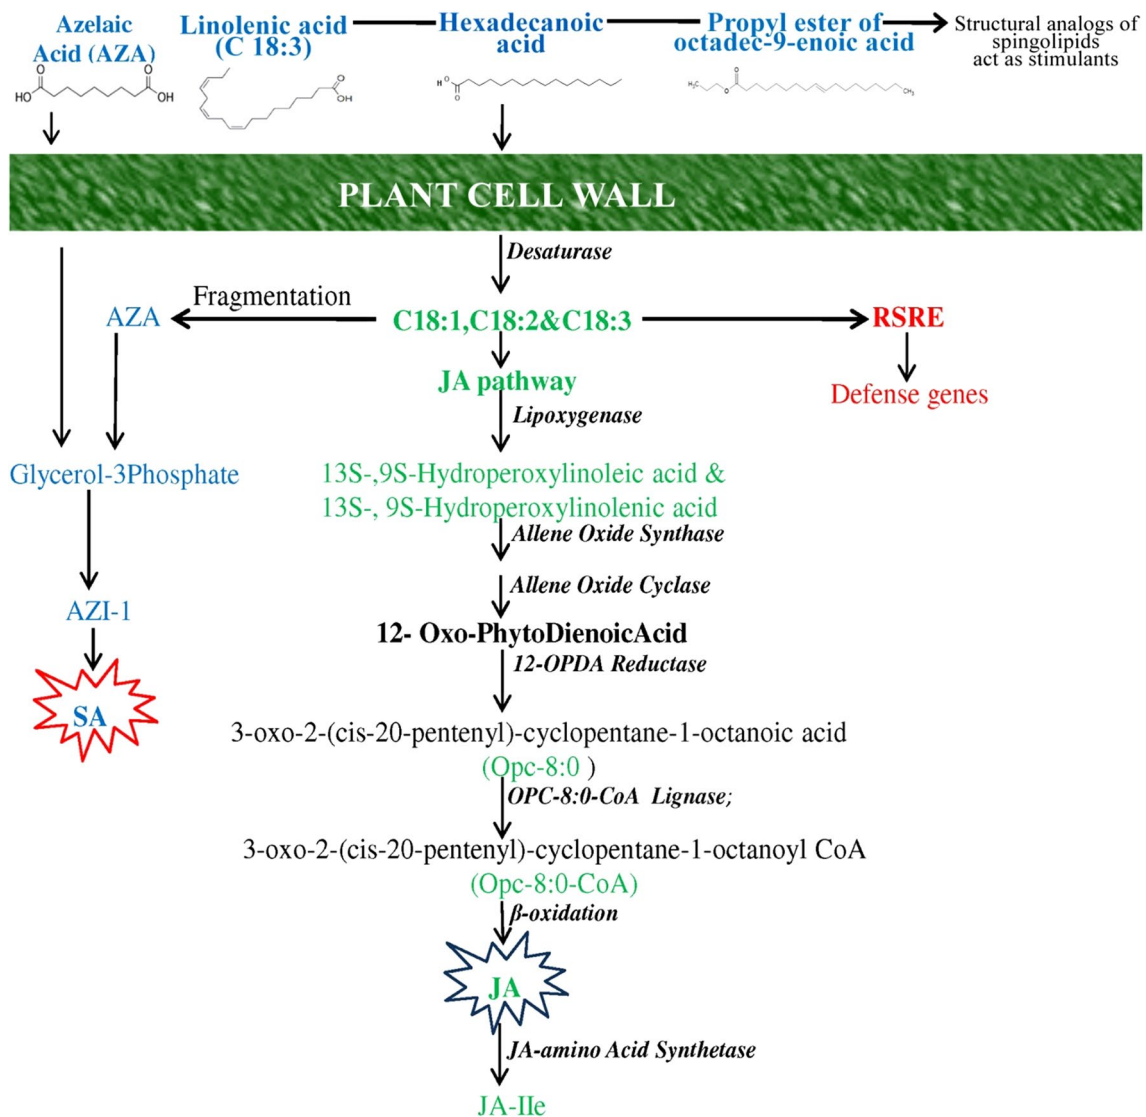 Azelaic
Acid (AZA)
Linolenic acid
(C 18:3)
Hexadecanoic
acid
Propyl ester of
octadec-9-enoic acid
Structural analogs of
spingolipids
act as stimulants
O
HO
O
OH
O
OH
H
O
O
H₃C
O
O
CH₃
PLANT CELL WALL
Desaturase
Fragmentation
AZA
C18:1,C18:2&C18:3
RSRE
JA pathway
Defense genes
Lipoxygenase
Glycerol-3Phosphate
13S-,9S-Hydroperoxylinoleic acid &
13S-, 9S-Hydroperoxylinolenic acid
Allene Oxide Synthase
Allene Oxide Cyclase
AZI-1
12- Oxo-PhytoDienoicAcid
12-OPDA Reductase
SA
3-oxo-2-(cis-20-pentenyl)-cyclopentane-1-octanoic acid
(Opc-8:0 )
OPC-8:0-CoA Lignase;
3-oxo-2-(cis-20-pentenyl)-cyclopentane-1-octanoyl CoA
(Opc-8:0-CoA)
β-oxidation
JA
JA-amino Acid Synthetase
JA-IIe